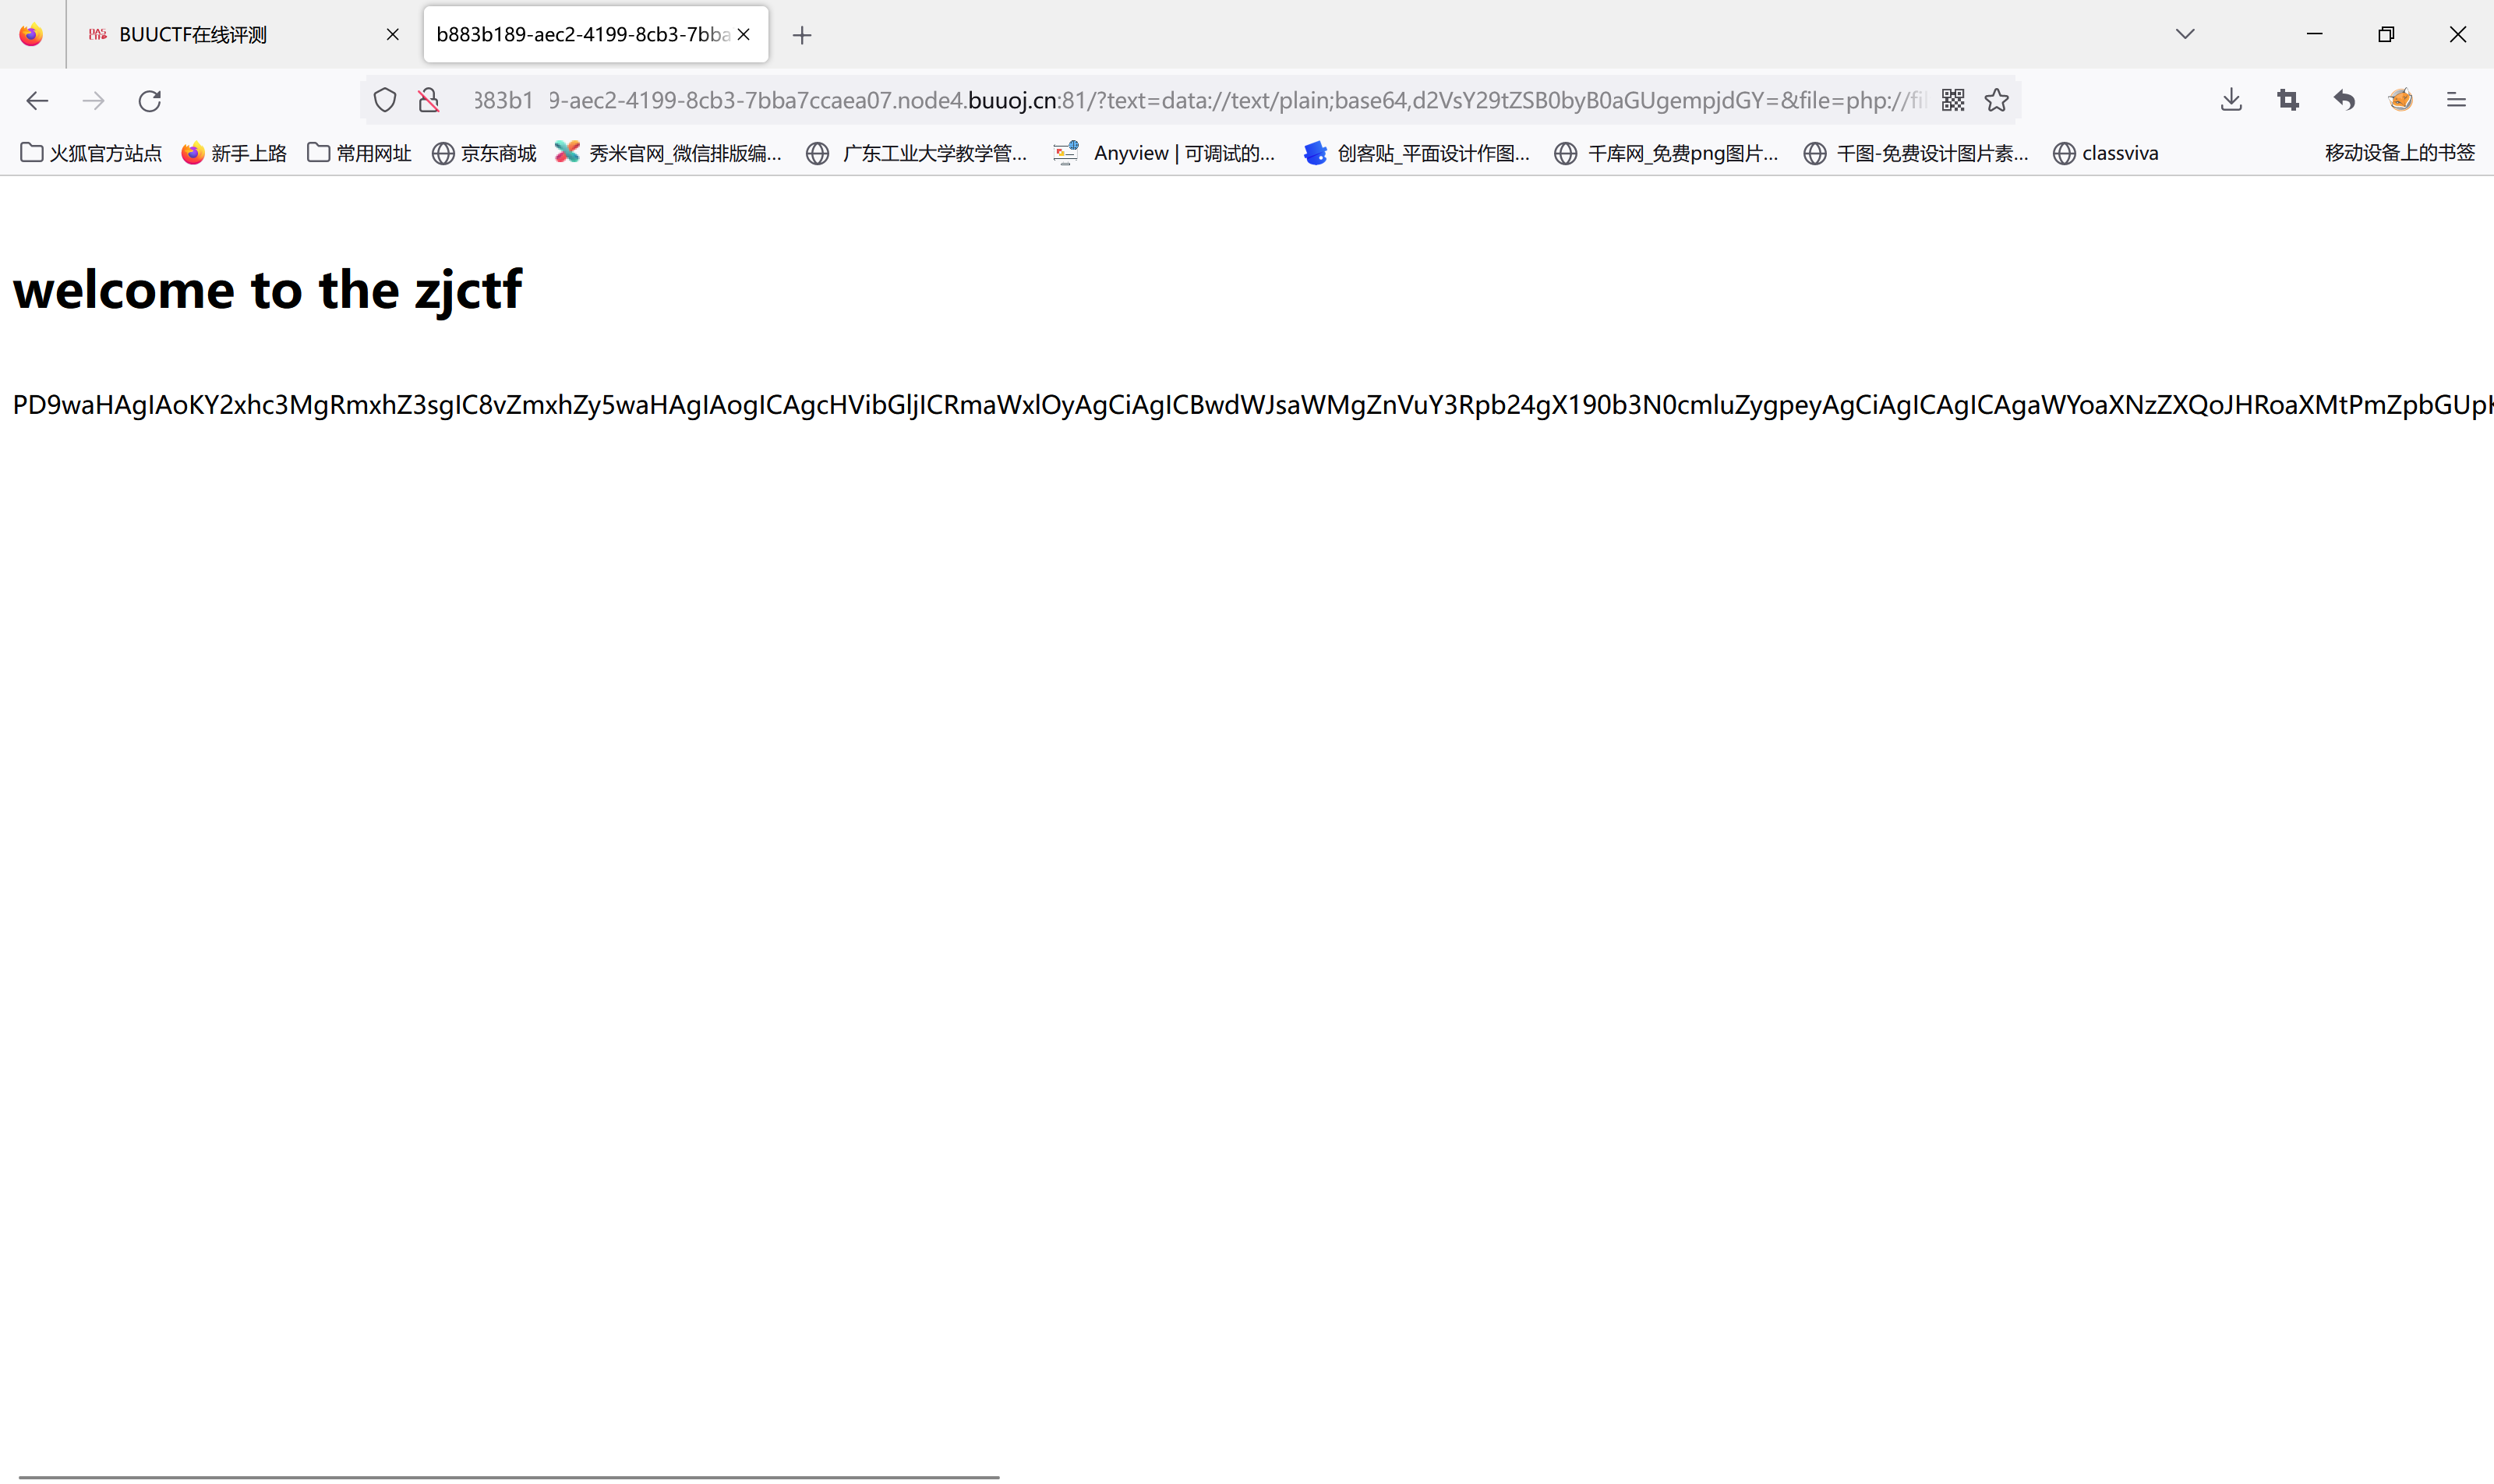 BUUCTF在线评测
b883b189-aec2-4199-8cb3-7bba
383b1 9-aec2-4199-8cb3-7bba7ccaea07.node4.buuoj.cn:81/?text=data://text/plain;base64,d2VsY29tZSB0byB0aGUgempjdGY=&file=php://fil
火狐官方站点 新手上路 常用网址 京东商城 秀米官网_微信排版编... 广东工业大学教学管... Anyview | 可调试的... 创客贴_平面设计作图... 千库网_免费png图片... 千图-免费设计图片素... classviva 移动设备上的书签
welcome to the zjctf
PD9waHAgIAoKY2xhc3MgRmxhZ3sgIC8vZmxhZy5waHAgIAogICAgcHVibGljICRmaWxlOyAgCiAgICBwdWJsaWMgZnVuY3Rpb24gX190b3N0cmluZygpeyAgCiAgICAgICAgaWYoaXNzZXQoJHRoaXMtPmZpbGUpK